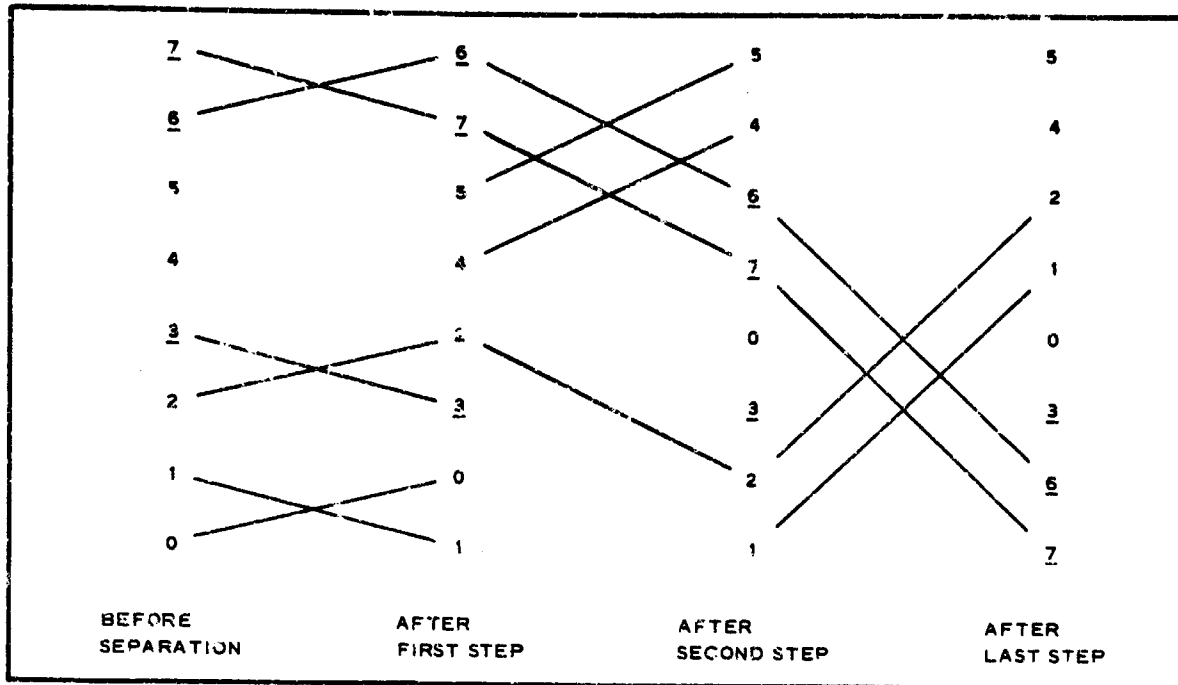 7 6 5 5
6 7 4 4
5 5 6 2
4 4 7 1
3 2 0 0
2 3 3 3
1 0 2 6
0 1 1 7
BEFORE SEPARATION
AFTER FIRST STEP
AFTER SECOND STEP
AFTER LAST STEP